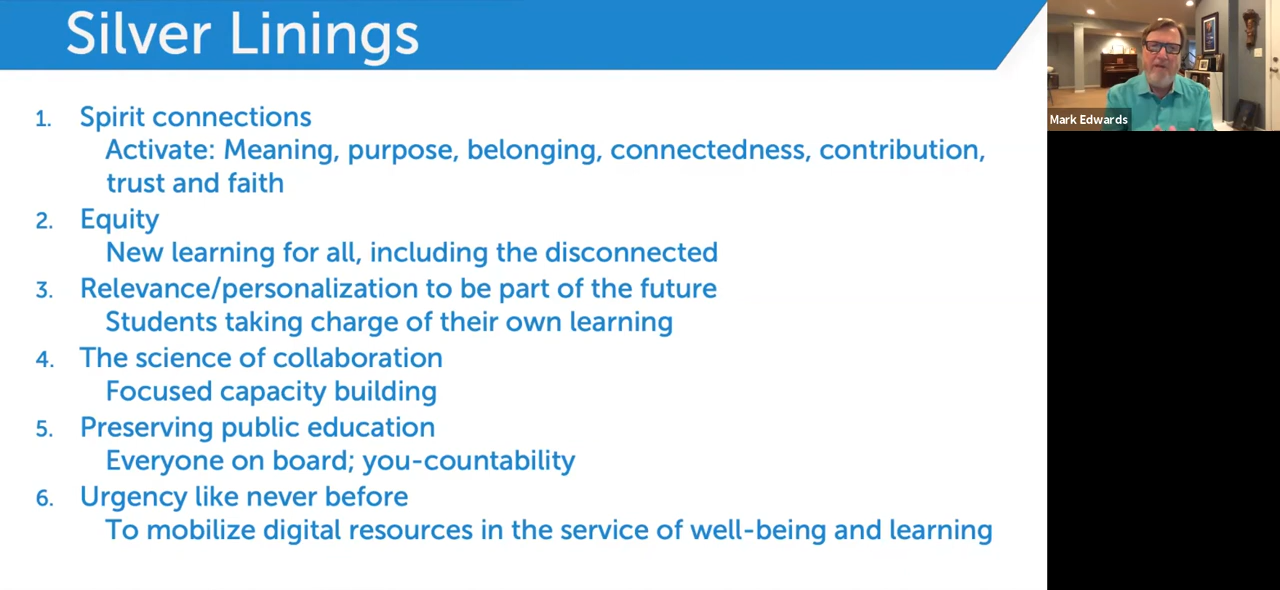 Silver Linings
Mark Edwards
1. Spirit connections
Activate: Meaning, purpose, belonging, connectedness, contribution,
trust and faith
2. Equity
New learning for all, including the disconnected
3. Relevance/personalization to be part of the future
Students taking charge of their own learning
4. The science of collaboration
Focused capacity building
5. Preserving public education
Everyone on board; you-countability
6. Urgency like never before
To mobilize digital resources in the service of well-being and learning